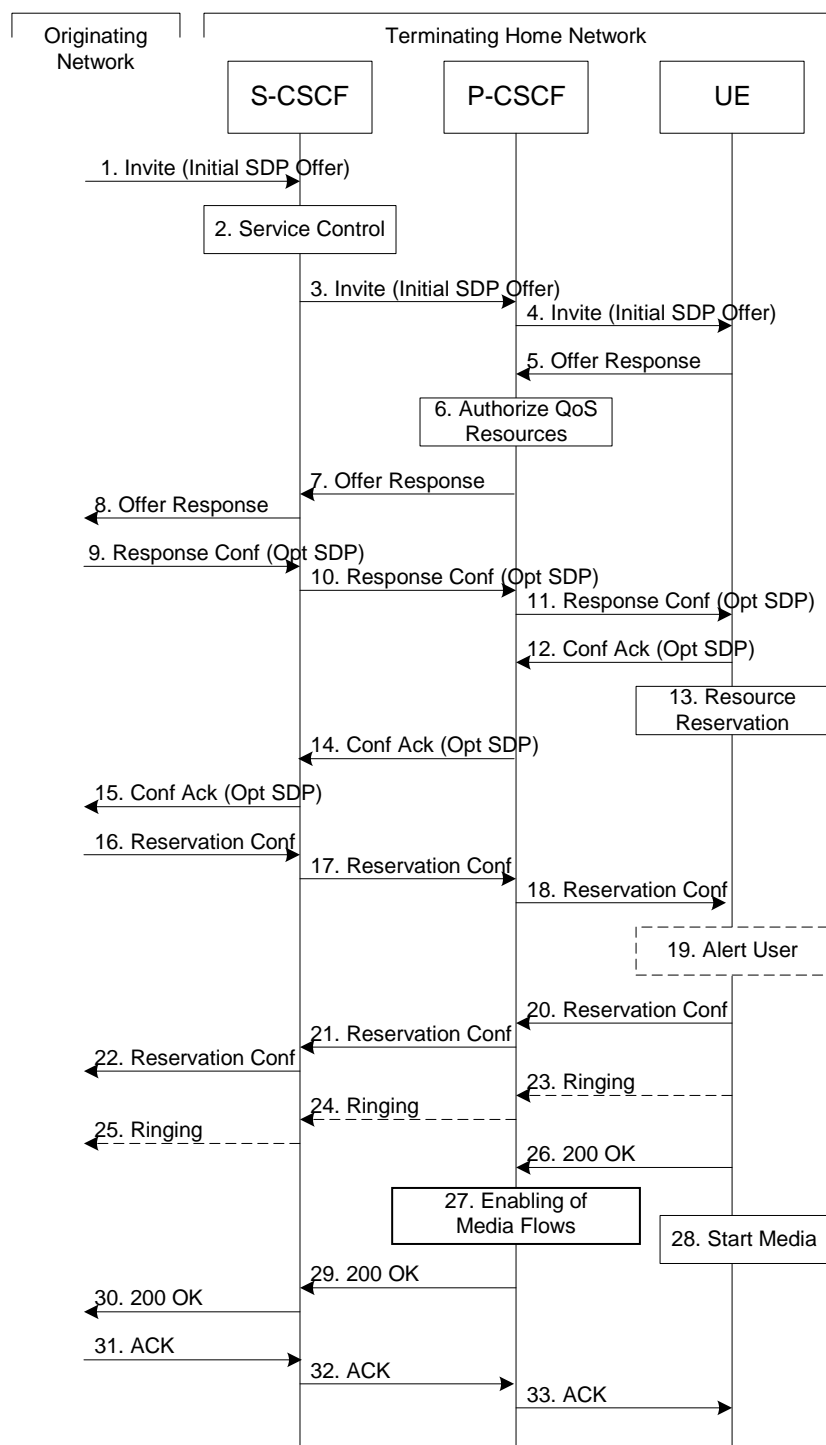 Originating
Network
Terminating Home Network
S-CSCF
P-CSCF
UE
1. Invite (Initial SDP Offer)
2. Service Control
3. Invite (Initial SDP Offer)
4. Invite (Initial SDP Offer)
5. Offer Response
6. Authorize QoS
Resources
7. Offer Response
8. Offer Response
9. Response Conf (Opt SDP)
10. Response Conf (Opt SDP)
11. Response Conf (Opt SDP)
12. Conf Ack (Opt SDP)
13. Resource
Reservation
14. Conf Ack (Opt SDP)
15. Conf Ack (Opt SDP)
16. Reservation Conf
17. Reservation Conf
18. Reservation Conf
19. Alert User
20. Reservation Conf
21. Reservation Conf
22. Reservation Conf
23. Ringing
24. Ringing
25. Ringing
26. 200 OK
27. Enabling of
Media Flows
28. Start Media
29. 200 OK
30. 200 OK
31. ACK
32. ACK
33. ACK